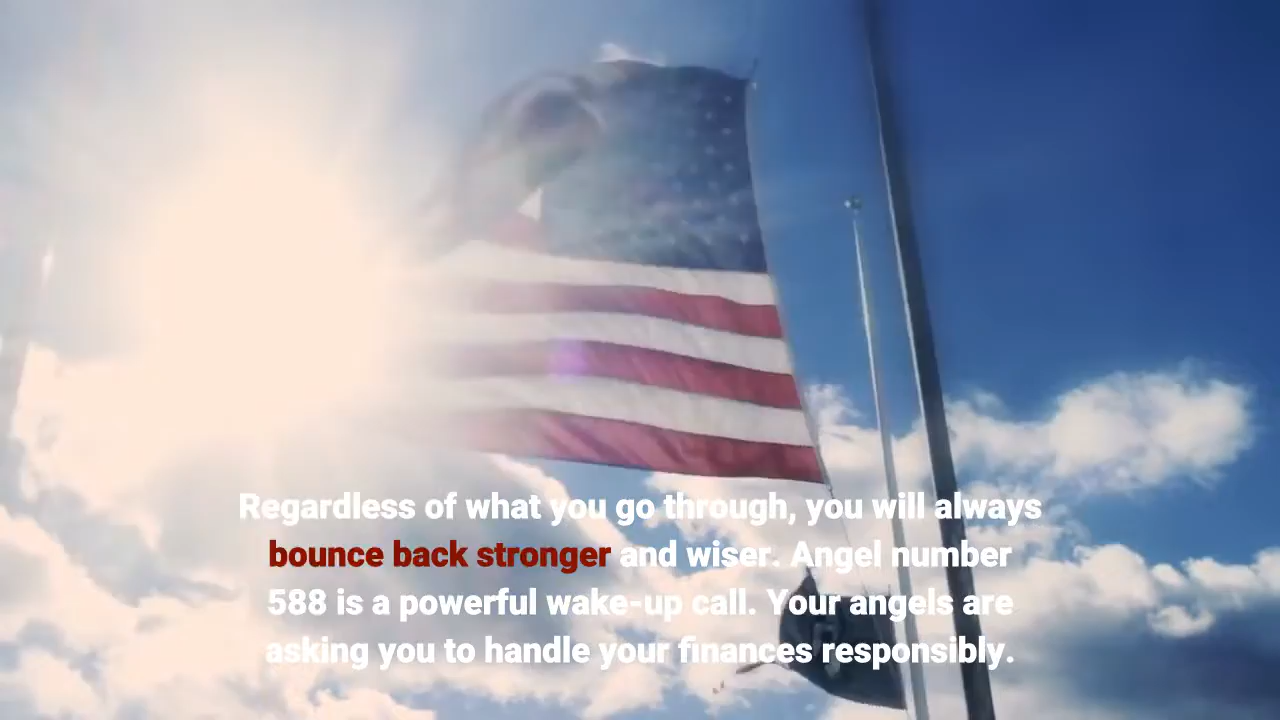 Regardless of what you go through, you will always
bounce back stronger and wiser. Angel number
588 is a powerful wake-up call. Your angels are
asking you to handle your finances responsibly.